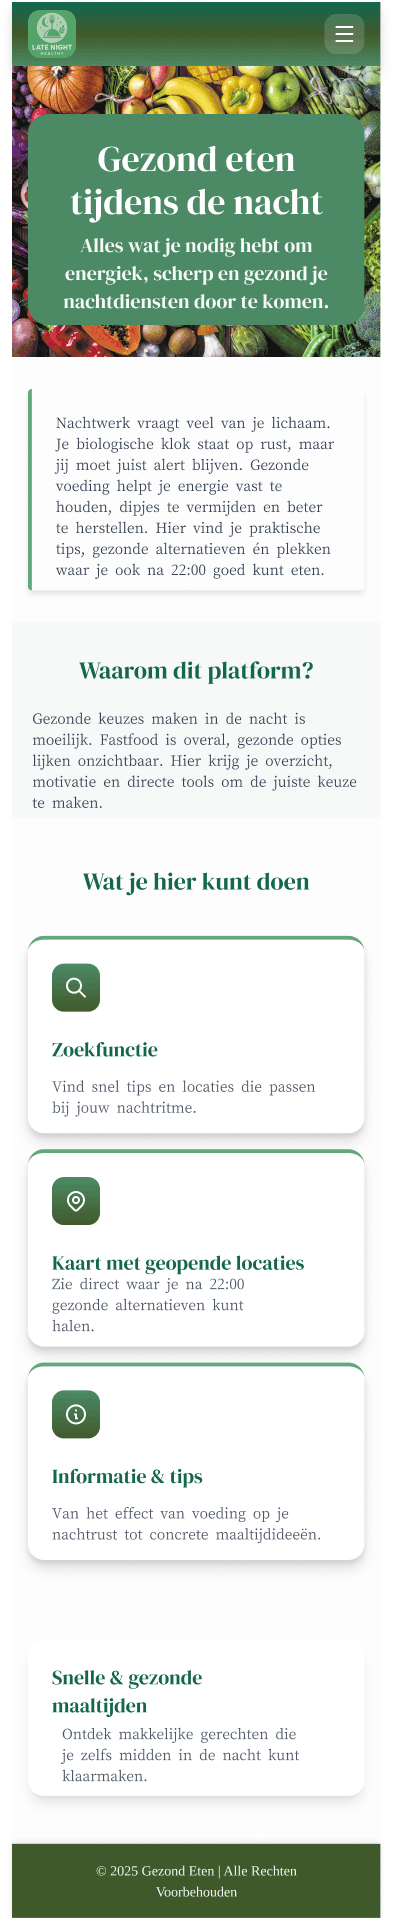 LATE NIGHT
HEALTHY
Gezond eten
tijdens de nacht
Alles wat je nodig hebt om
energiek, scherp en gezond je
nachtdiensten door te komen.
Nachtwerk vraagt veel van je lichaam.
Je biologische klok staat op rust, maar
jij moet juist alert blijven. Gezonde
voeding helpt je energie vast te
houden, dipjes te vermijden en beter
te herstellen. Hier vind je praktische
tips, gezonde alternatieven én plekken
waar je ook na 22:00 goed kunt eten.
Waarom dit platform?
Gezonde keuzes maken in de nacht is
moeilijk. Fastfood is overal, gezonde opties
lijken onzichtbaar. Hier krijg je overzicht,
motivatie en directe tools om de juiste keuze
te maken.
Wat je hier kunt doen
Zoekfunctie
Vind snel tips en locaties die passen
bij jouw nachtritme.
Kaart met geopende locaties
Zie direct waar je na 22:00
gezonde alternatieven kunt
halen.
Informatie & tips
Van het effect van voeding op je
nachtrust tot concrete maaltijdideeën.
Snelle & gezonde
maaltijden
Ontdek makkelijke gerechten die
je zelfs midden in de nacht kunt
klaarmaken.
© 2025 Gezond Eten | Alle Rechten
Voorbehouden